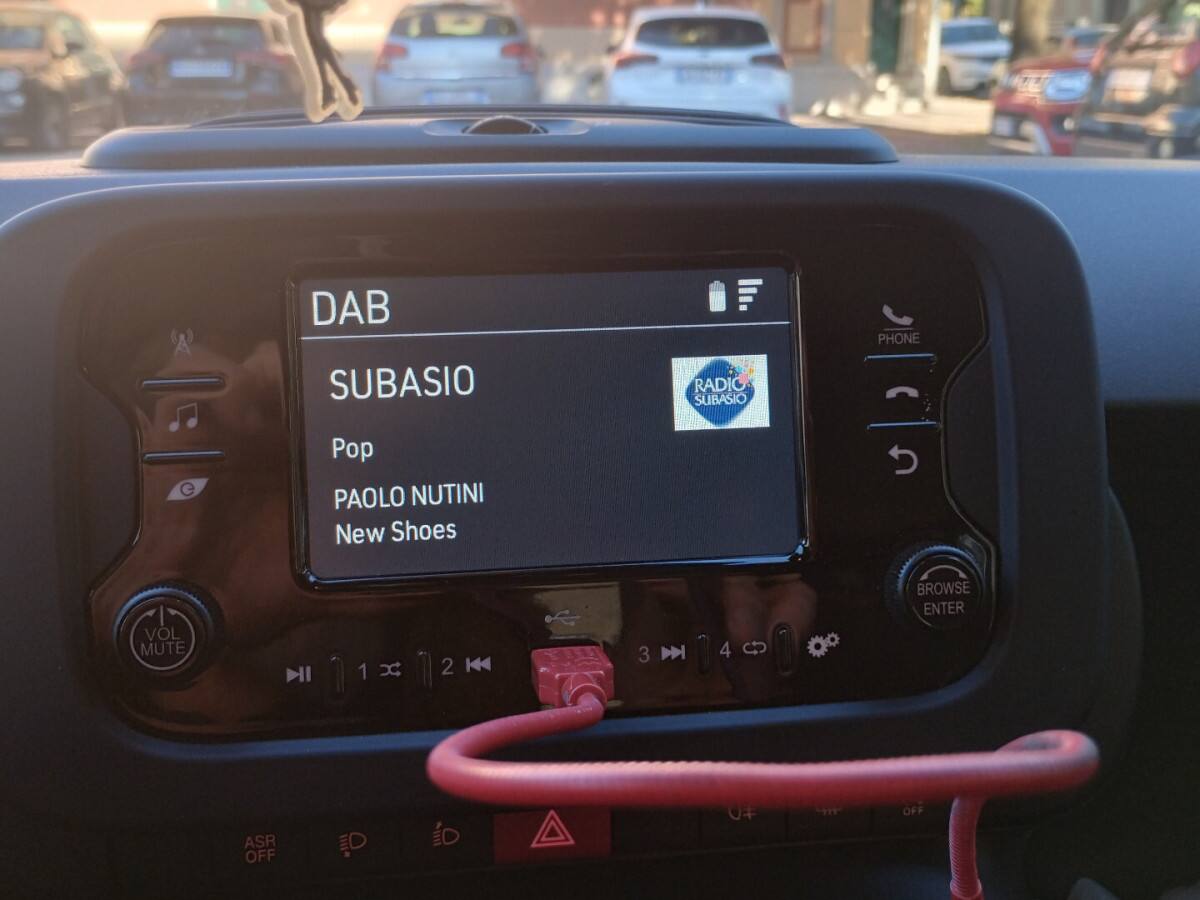 DAB
SUBASIO
RADIO
SUBASIO
Pop
PAOLO NUTINI
New Shoes
PHONE
VOL
MUTE
BROWSE
ENTER
1
2
3
4
ASR
OFF
OFF